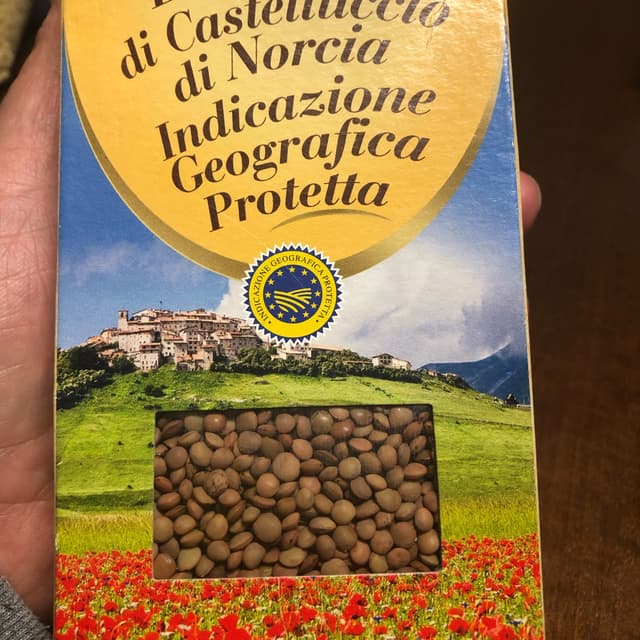 di Castelluccio
di Norcia
Indicazione
Geografica
Protetta
INDICAZIONE GEOGRAFICA PROTETTA